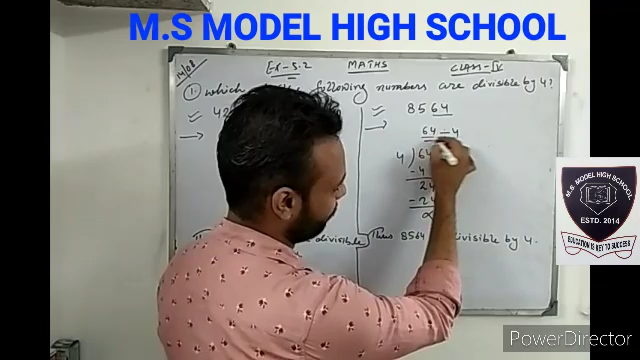 M.S MODEL HIGH SCHOOL
14/08
Ex-5.2 MATHS CLASS-IV
① which following numbers are divisible by 4?
≈ 42
→
≈ 8564
→ 64 ÷ 4
4 ) 64
- 4
24
- 24
divisible
Thus 8564 divisible by 4.
M.S. MODEL HIGH SCHOOL
ESTD. 2014
EDUCATION IS KEY TO SUCCESS
PowerDirector